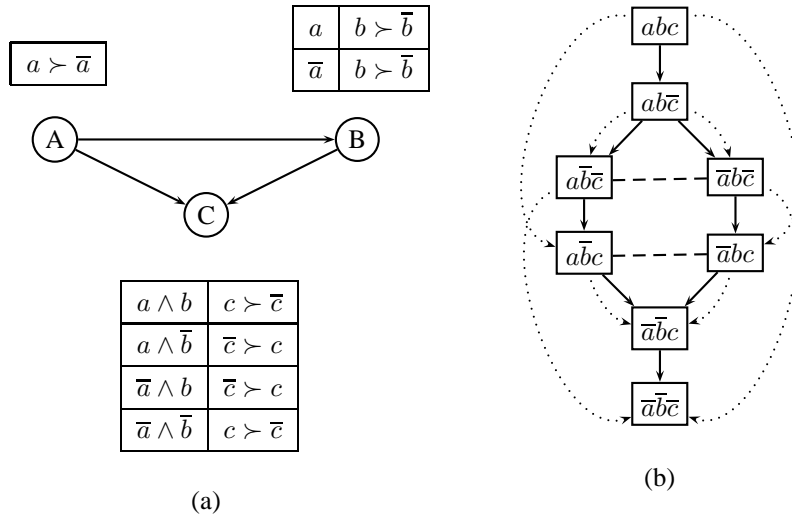 a ≻ a̅
a b ≻ b̅
a̅ b ≻ b̅
A B
C
a ∧ b c ≻ c̅
a ∧ b̅ c̅ ≻ c
a̅ ∧ b c̅ ≻ c
a̅ ∧ b̅ c ≻ c̅
(a)
abc
abc̅
ab̅c̅ a̅bc̅
ab̅c a̅bc
a̅b̅c
a̅b̅c̅
(b)